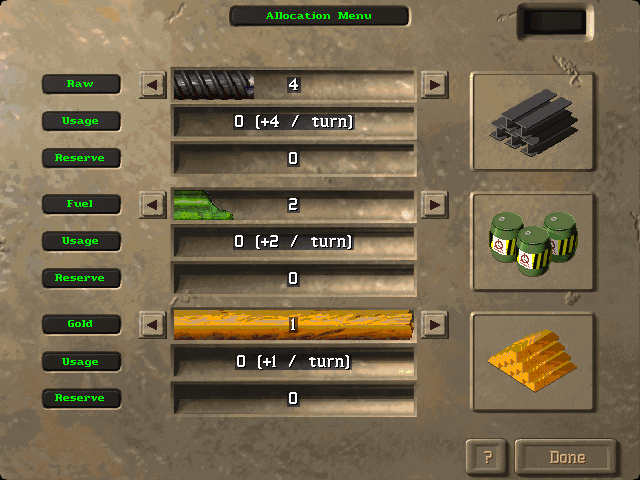 Allocation Menu
Raw
4
Usage
0 (+4 / turn)
Reserve
0
Fuel
2
Usage
0 (+2 / turn)
Reserve
0
Gold
1
Usage
0 (+1 / turn)
Reserve
0
? Done